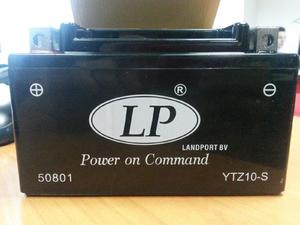 LP ®
LANDPORT BV
Power on Command
50801 YTZ10-S